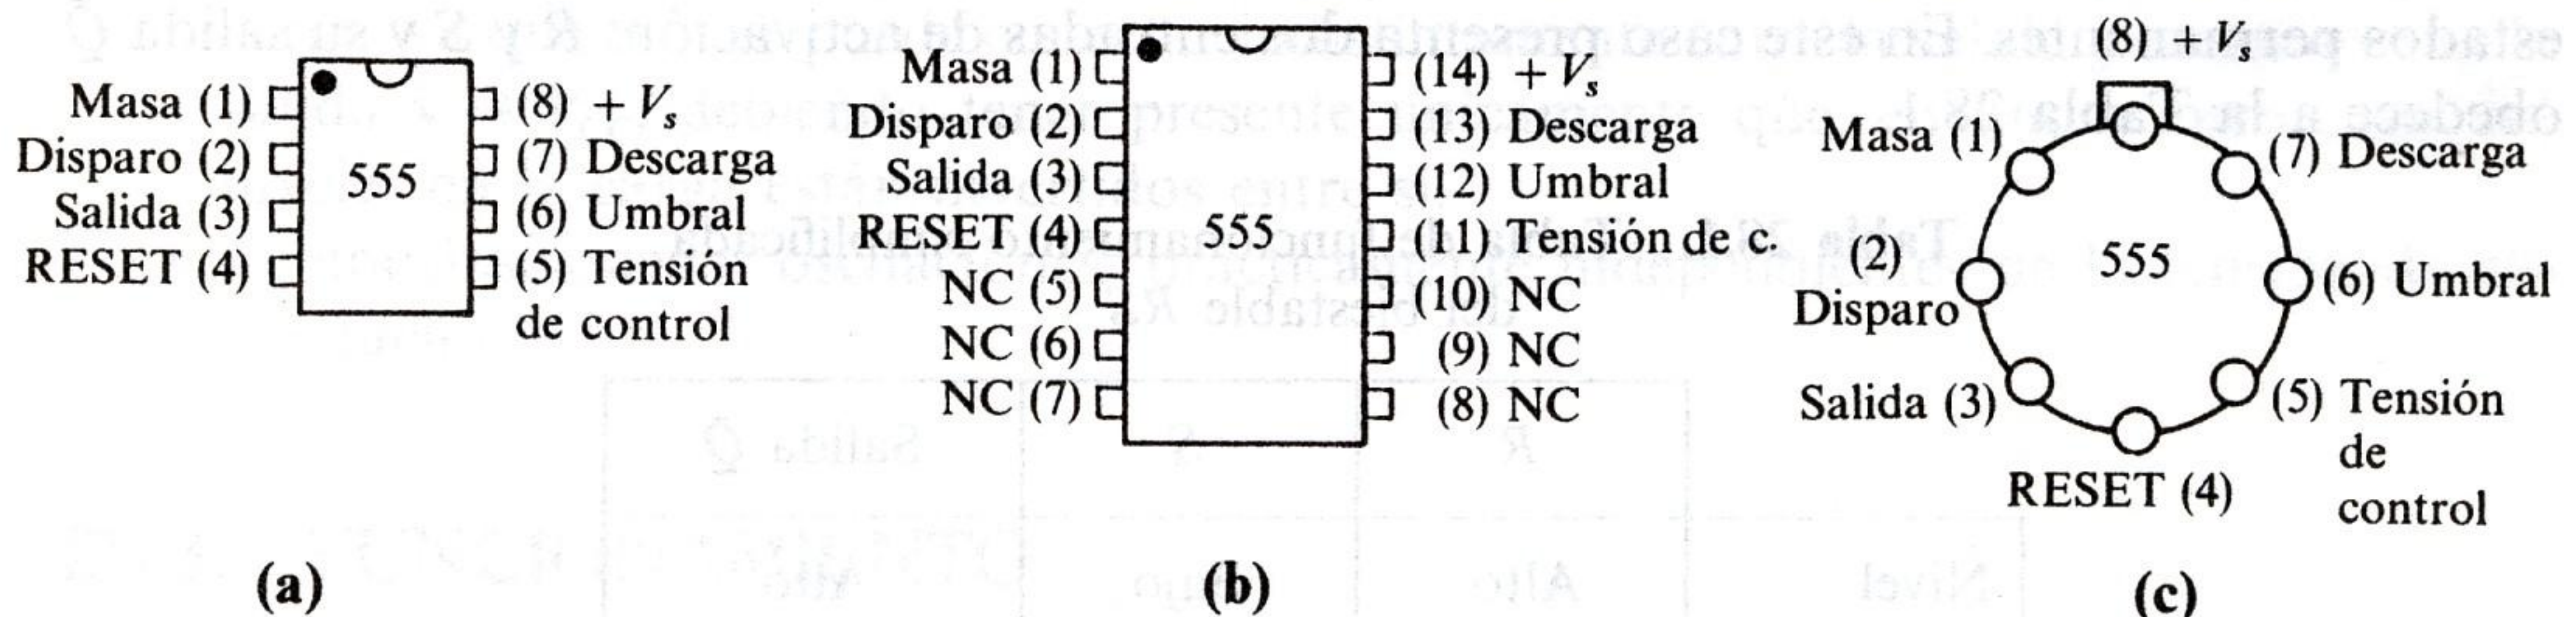 Masa (1)
Disparo (2)
Salida (3)
RESET (4)
555
(8) + Vs
(7) Descarga
(6) Umbral
(5) Tensión
de control
(a)
Masa (1)
Disparo (2)
Salida (3)
RESET (4)
NC (5)
NC (6)
NC (7)
555
(14) + Vs
(13) Descarga
(12) Umbral
(11) Tensión de c.
(10) NC
(9) NC
(8) NC
(b)
(8) + Vs
Masa (1)
(7) Descarga
(2)
Disparo
555
(6) Umbral
Salida (3)
(5) Tensión
de
control
RESET (4)
(c)